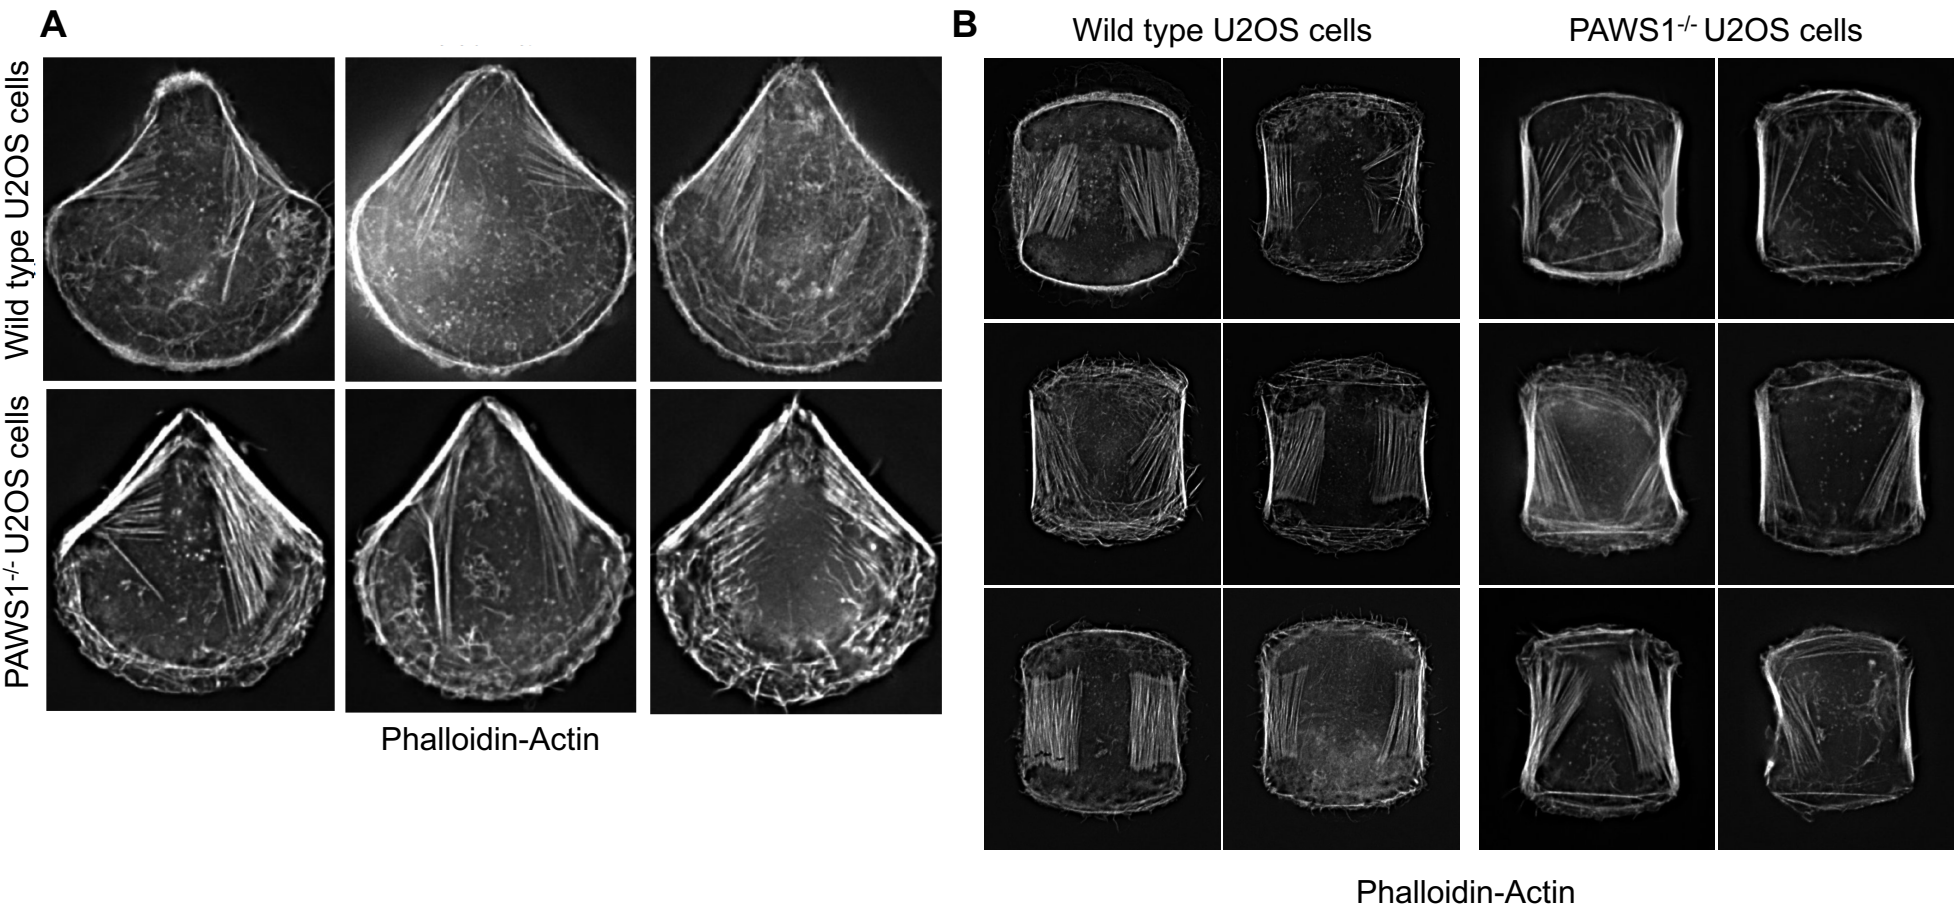 A
Wild type U2OS cells
PAWS1-/- U2OS cells
Phalloidin-Actin
B
Wild type U2OS cells
PAWS1-/- U2OS cells
Phalloidin-Actin